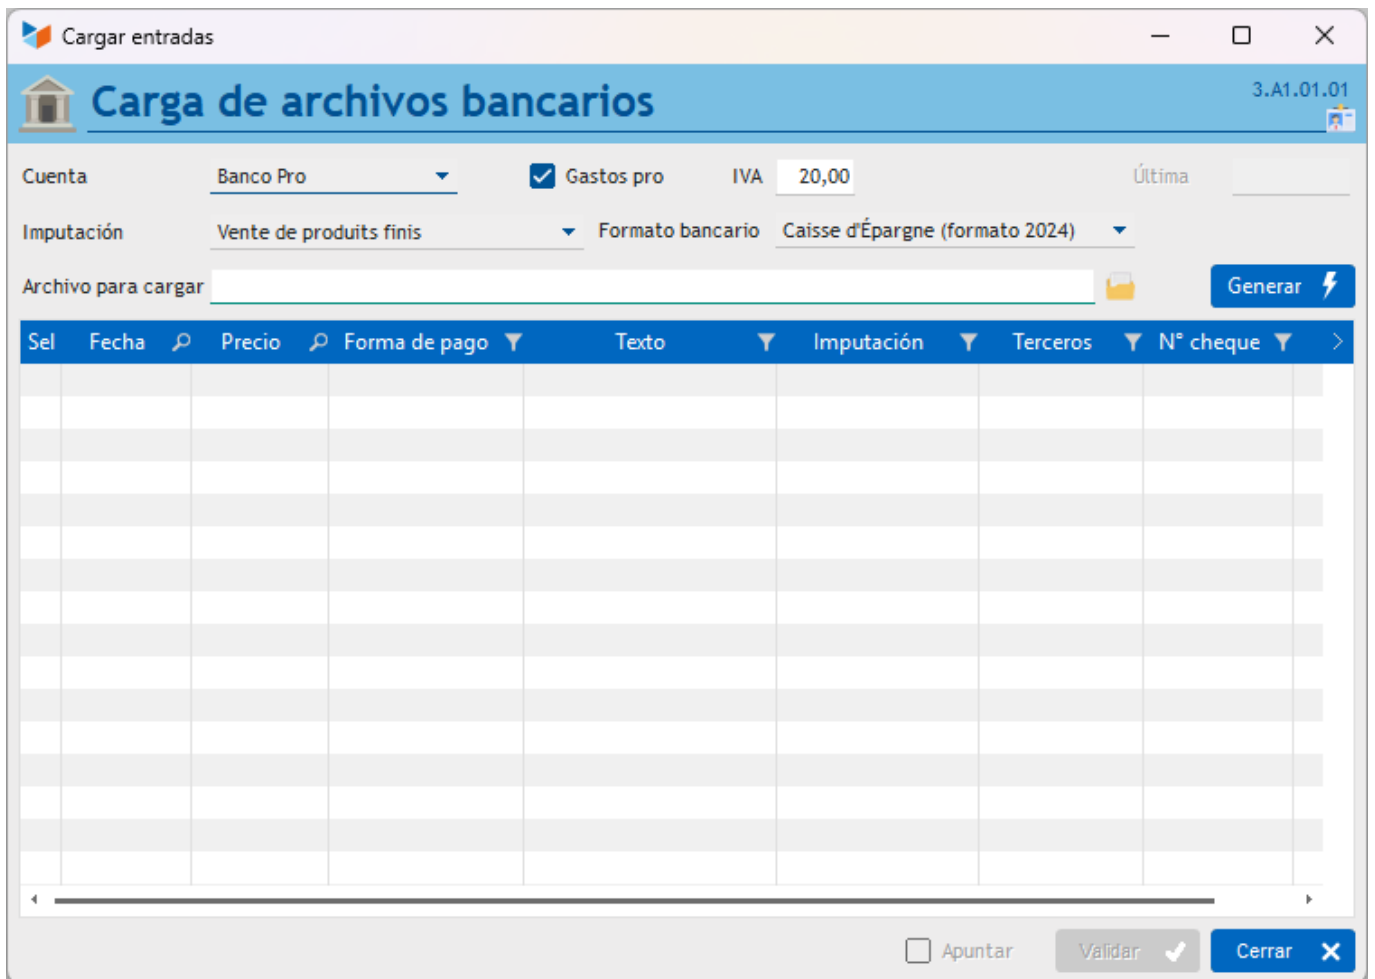 Cargar entradas
Carga de archivos bancarios
3.A1.01.01
Cuenta Banco Pro Gastos pro IVA 20,00 Última
Imputación Vente de produits finis Formato bancario Caisse d'Épargne (formato 2024)
Archivo para cargar Generar
Sel Fecha Precio Forma de pago Texto Imputación Terceros N° cheque
Apuntar Validar Cerrar